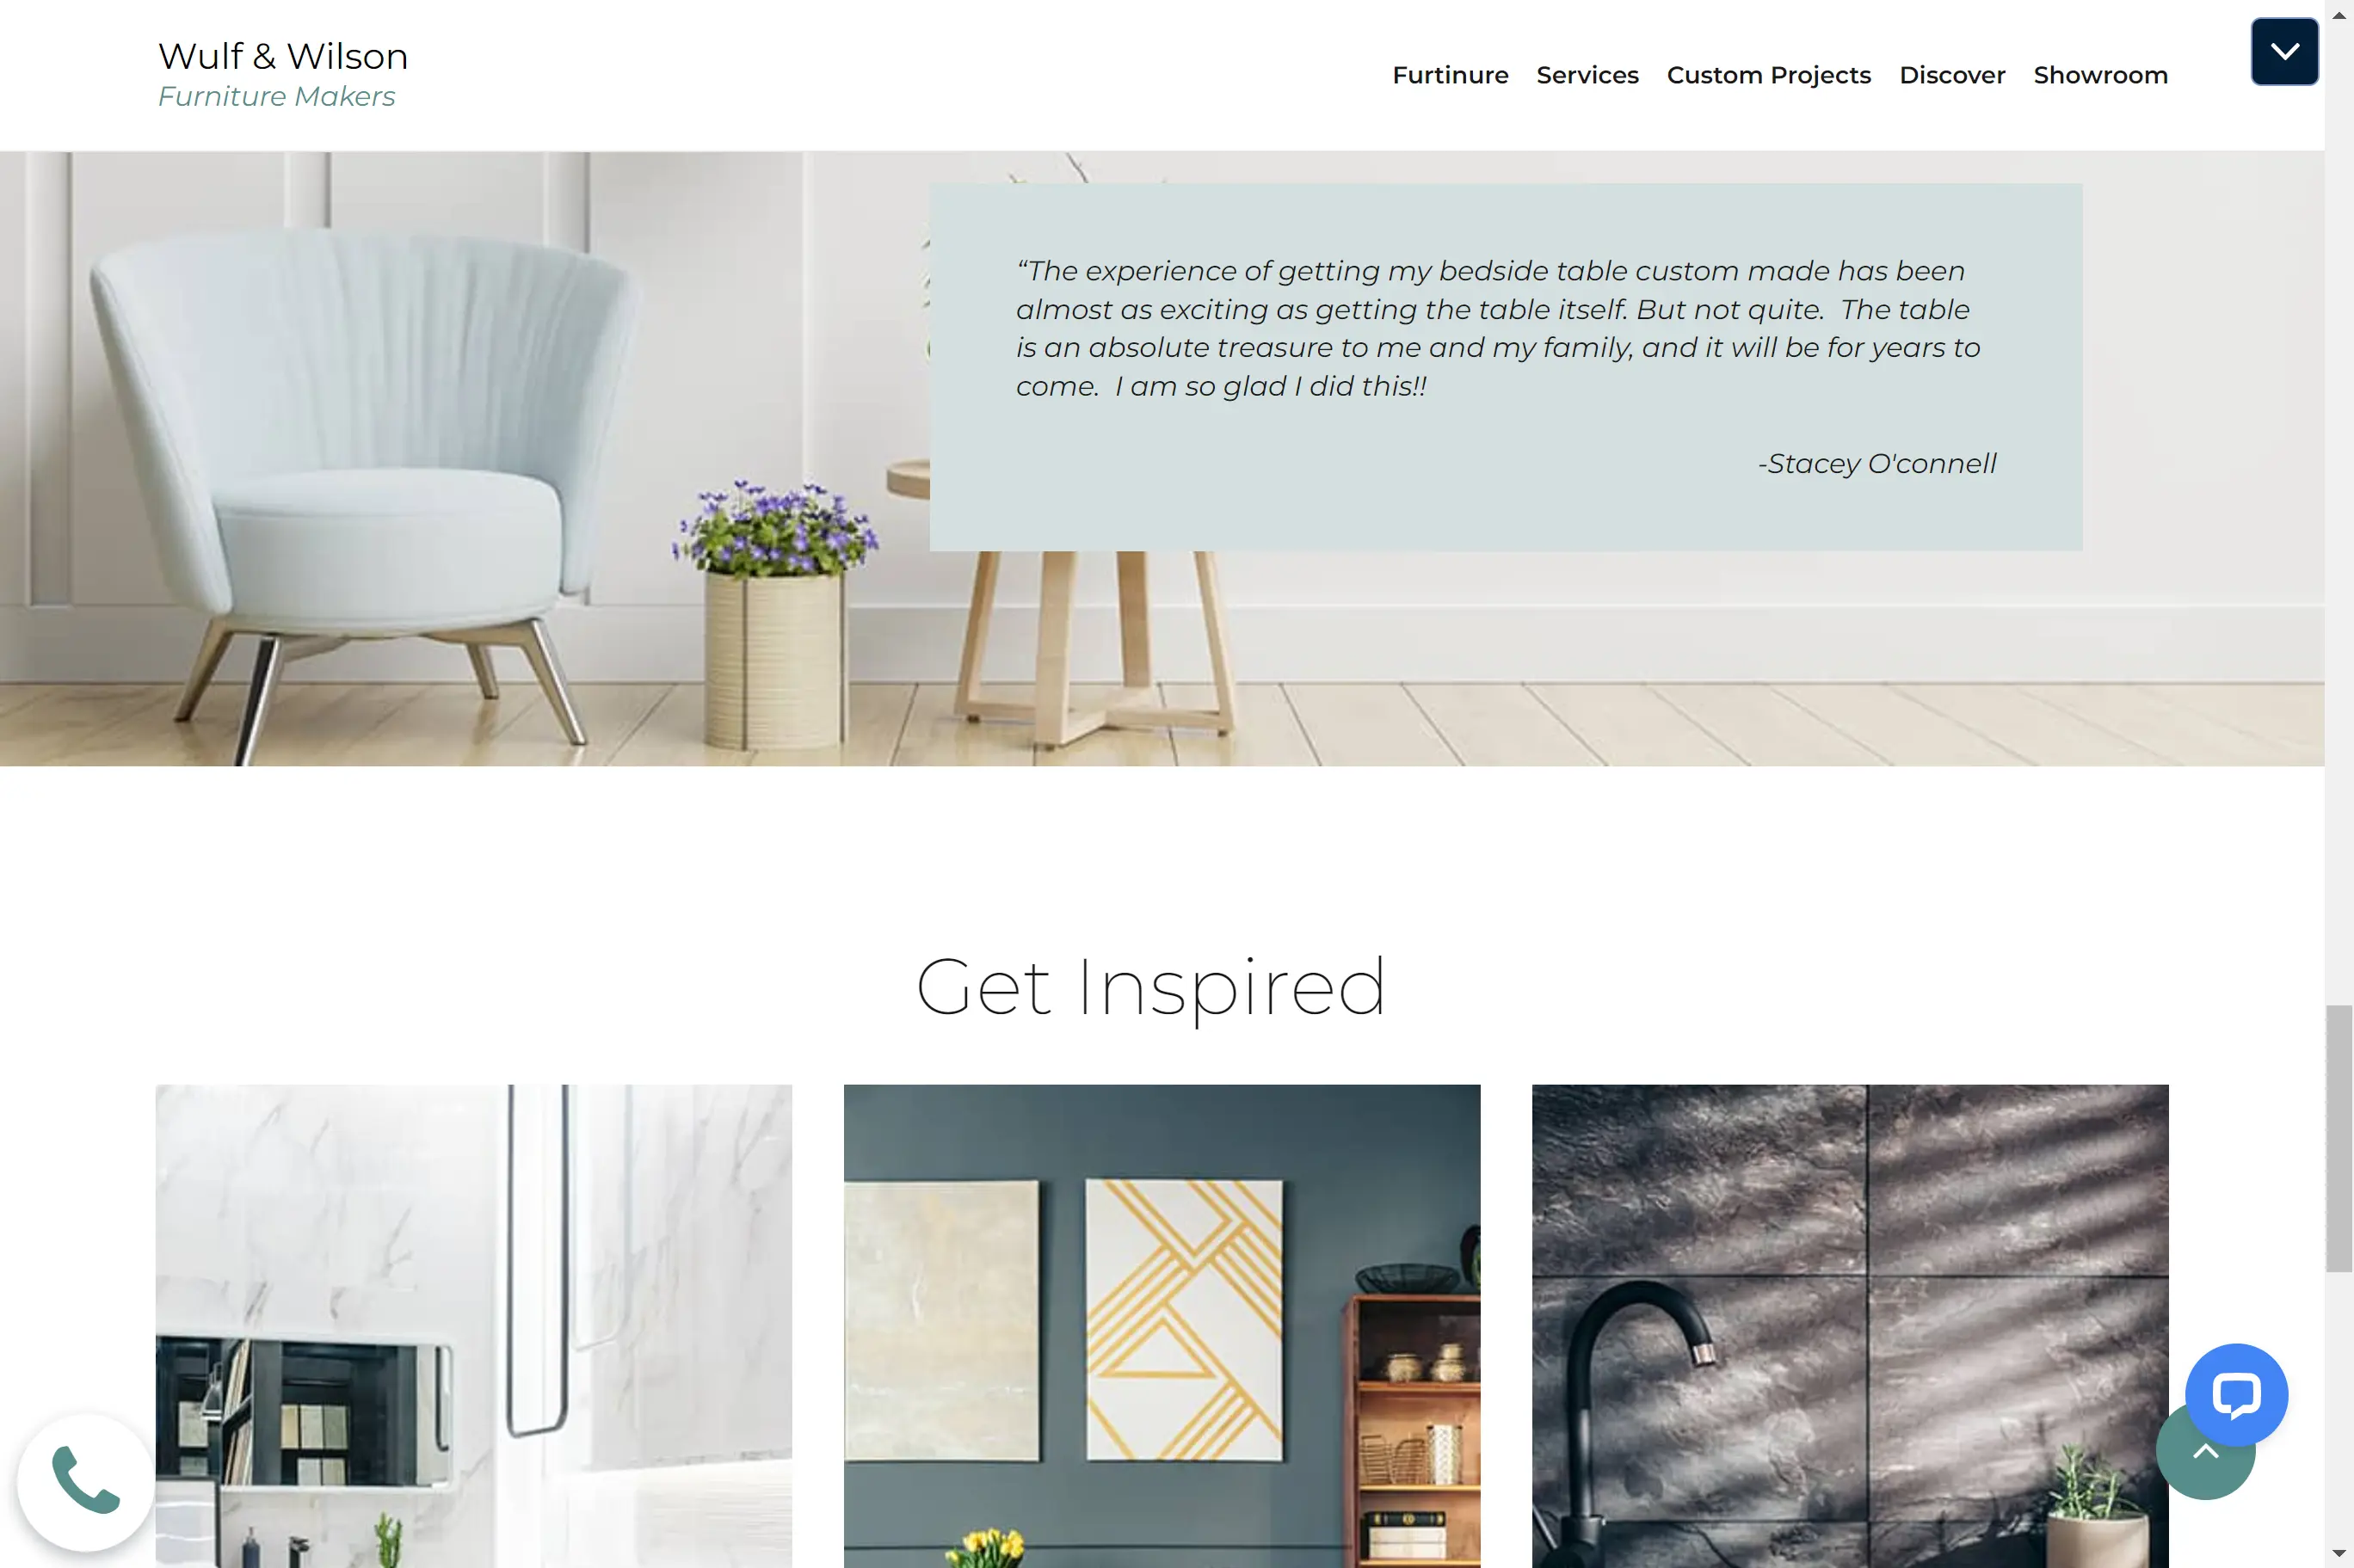 Wulf & Wilson
Furniture Makers
Furtinure Services Custom Projects Discover Showroom
“The experience of getting my bedside table custom made has been
almost as exciting as getting the table itself. But not quite.  The table
is an absolute treasure to me and my family, and it will be for years to
come.  I am so glad I did this!!
-Stacey O'connell
Get Inspired